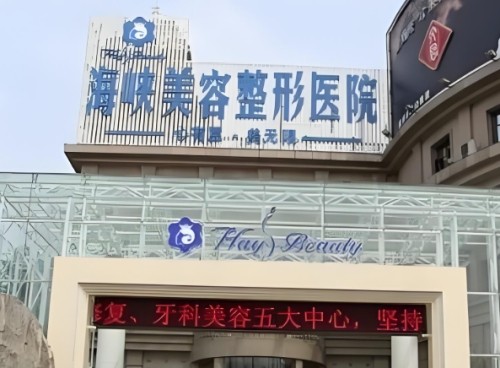 海峡美容整形医院
Hay Beauty
修复、牙科美容五大中心,坚持